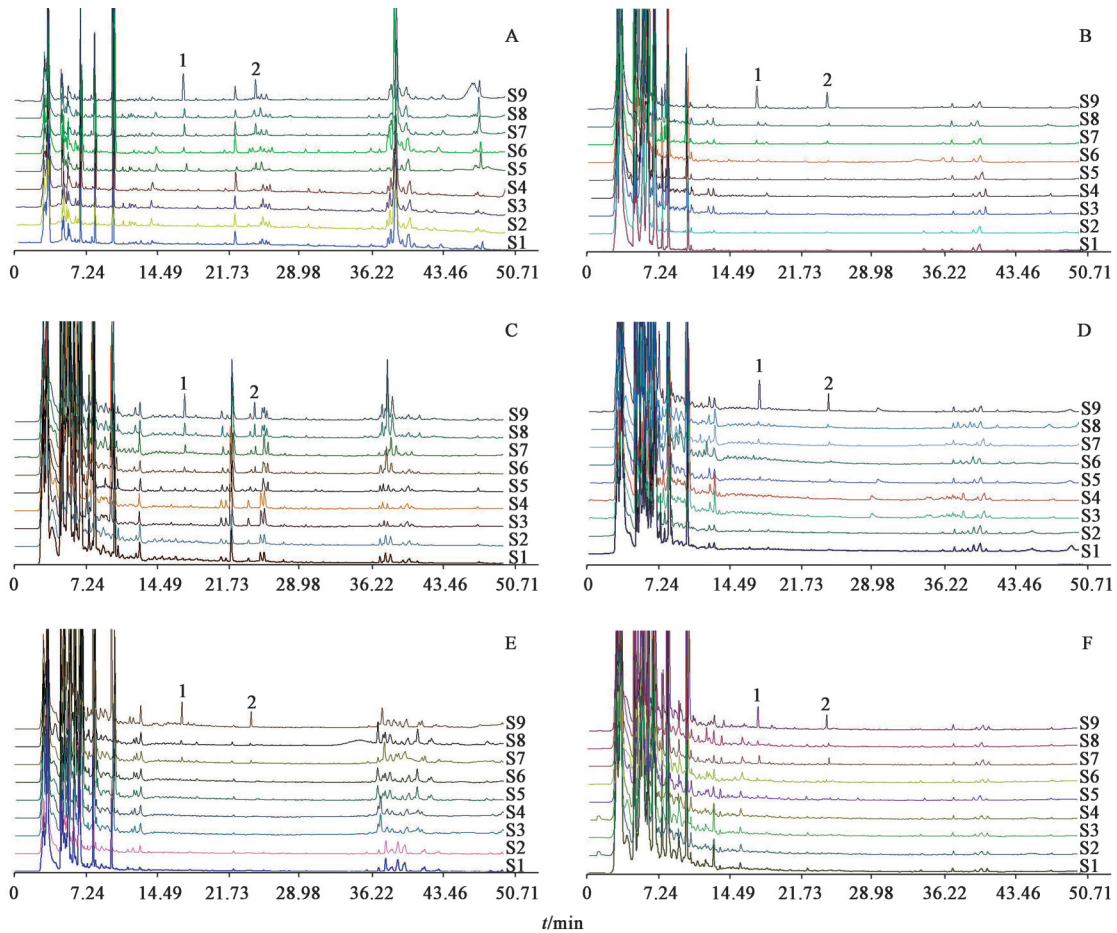 A
1 2
S9
S8
S7
S6
S5
S4
S3
S2
S1
0 7.24 14.49 21.73 28.98 36.22 43.46 50.71
B
1 2
S9
S8
S7
S6
S5
S4
S3
S2
S1
0 7.24 14.49 21.73 28.98 36.22 43.46 50.71
C
1 2
S9
S8
S7
S6
S5
S4
S3
S2
S1
0 7.24 14.49 21.73 28.98 36.22 43.46 50.71
D
1 2
S9
S8
S7
S6
S5
S4
S3
S2
S1
0 7.24 14.49 21.73 28.98 36.22 43.46 50.71
E
1 2
S9
S8
S7
S6
S5
S4
S3
S2
S1
0 7.24 14.49 21.73 28.98 36.22 43.46 50.71
F
1 2
S9
S8
S7
S6
S5
S4
S3
S2
S1
0 7.24 14.49 21.73 28.98 36.22 43.46 50.71
t/min